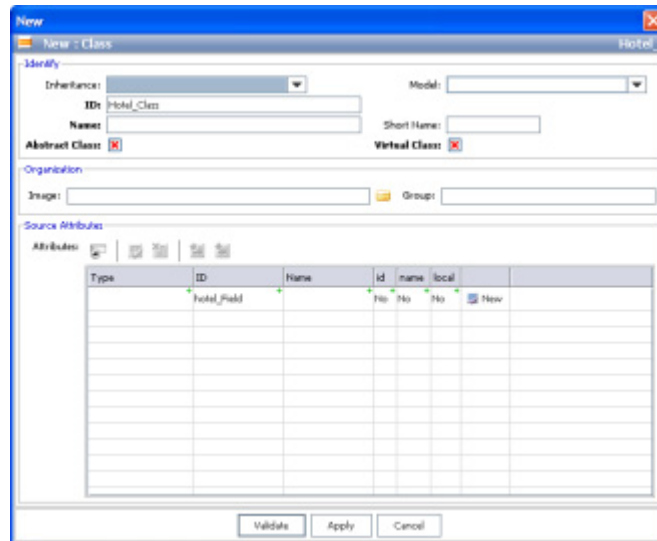 New
New : Class Hotel_
Identify
Inheritance: Model:
ID: Hotel_Class
Name: Short Name:
Abstract Class: Virtual Class:
Organization
Image: Group:
Source Attributes
Attributes:
Type ID Name id name local
hotel_Field No No No New
Validate Apply Cancel